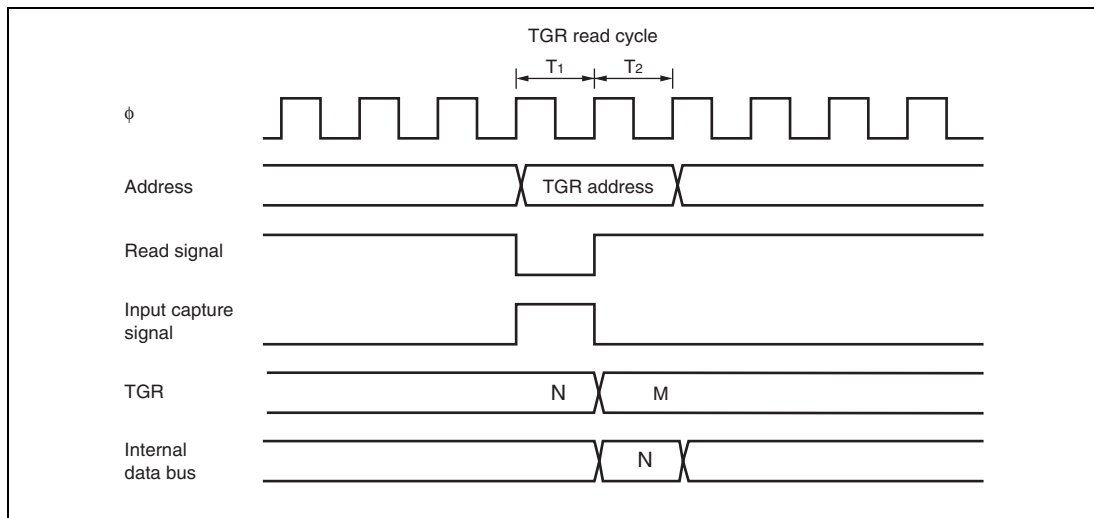 TGR read cycle
T1 T2
ϕ
Address
TGR address
Read signal
Input capture
signal
TGR
N M
Internal
data bus
N